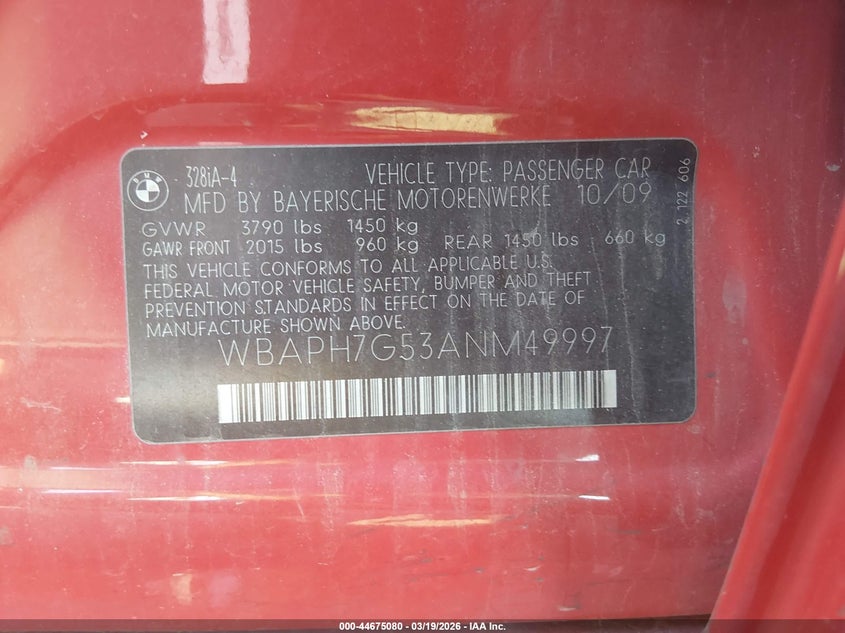 BMW
328iA-4 VEHICLE TYPE: PASSENGER CAR
MFD BY BAYERISCHE MOTORENWERKE 10/09
GVWR 3790 lbs 1450 kg
GAWR FRONT 2015 lbs 960 kg REAR 1450 lbs 660 kg
THIS VEHICLE CONFORMS TO ALL APPLICABLE U.S.
FEDERAL MOTOR VEHICLE SAFETY, BUMPER AND THEFT
PREVENTION STANDARDS IN EFFECT ON THE DATE OF
MANUFACTURE SHOWN ABOVE.
WBAPH7G53ANM49997
2 122 606
000-44675080 - 03/19/2026 - IAA Inc.